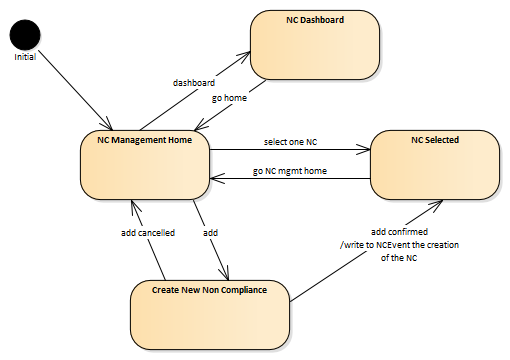 NC Dashboard
Initial
dashboard
go home
NC Management Home
select one NC
NC Selected
go NC mgmt home
add cancelled
add
add confirmed
/write to NCEvent the creation
of the NC
Create New Non Compliance